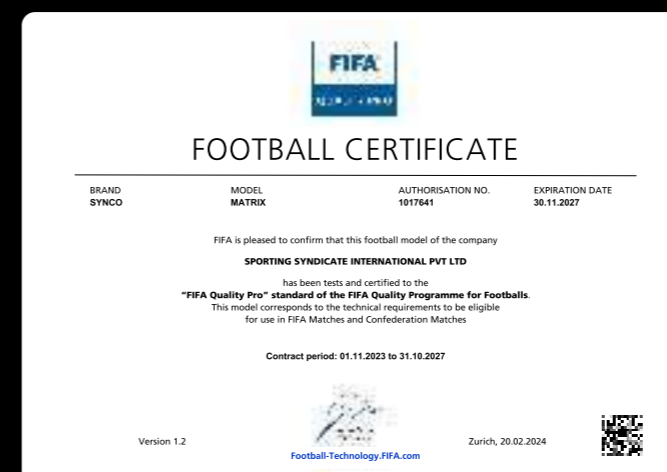 FIFA
QUALITY PRO
FOOTBALL CERTIFICATE
BRAND MODEL AUTHORISATION NO. EXPIRATION DATE
SYNCO MATRIX 1017641 30.11.2027
FIFA is pleased to confirm that this football model of the company
SPORTING SYNDICATE INTERNATIONAL PVT LTD
has been tests and certified to the
“FIFA Quality Pro” standard of the FIFA Quality Programme for Footballs.
This model corresponds to the technical requirements to be eligible
for use in FIFA Matches and Confederation Matches
Contract period: 01.11.2023 to 31.10.2027
Version 1.2 Zurich, 20.02.2024
Football-Technology.FIFA.com